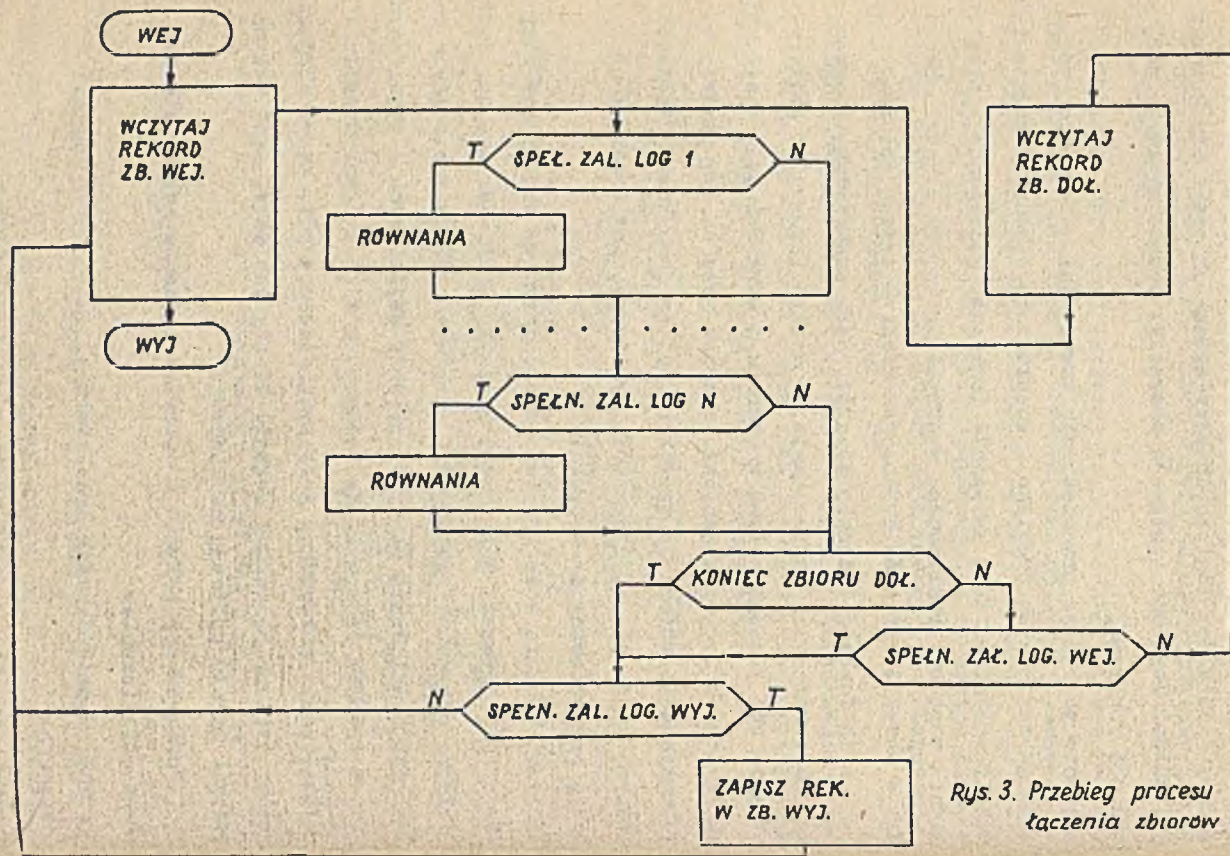 WEJ
WCZYTAJ
REKORD
ZB. WEJ.
WYJ
T
SPEŁ. ZAL. LOG 1
N
RÓWNANIA
WCZYTAJ
REKORD
ZB. DOŁ.
. . . . . . . . . . . .
T
SPEŁN. ZAL. LOG N
N
RÓWNANIA
T
KONIEC ZBIORU DOŁ.
N
T
SPEŁN. ZAŁ. LOG. WEJ.
N
N
SPEŁN. ZAL. LOG. WYJ.
T
ZAPISZ REK.
W ZB. WYJ.
Rys. 3. Przebieg procesu
łączenia zbiorów